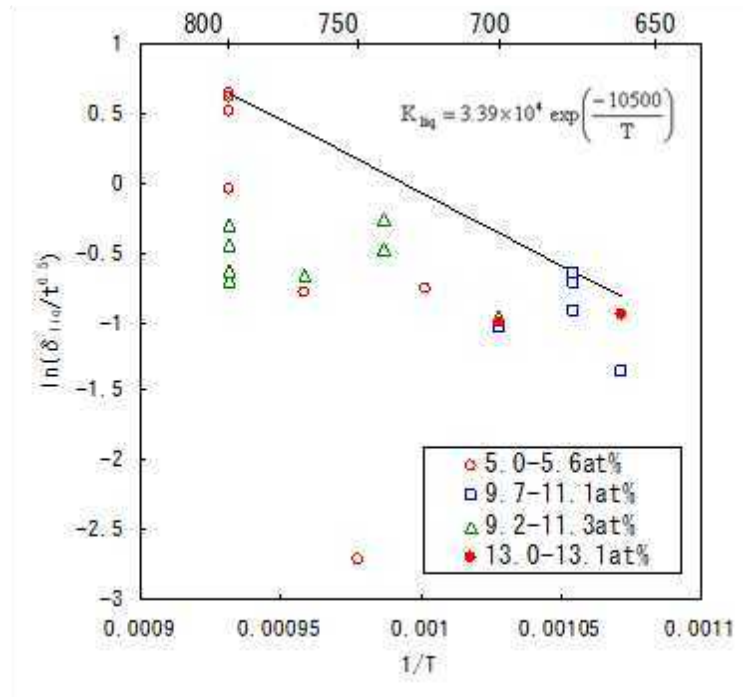 800 750 700 650
1
0.5
0
-0.5
-1
-1.5
-2
-2.5
-3
ln(δ liq/t^0.5)
K_liq = 3.39×10^4 exp(-10500/T)
5.0-5.6at%
9.7-11.1at%
9.2-11.3at%
13.0-13.1at%
0.0009 0.00095 0.001 0.00105 0.0011
1/T